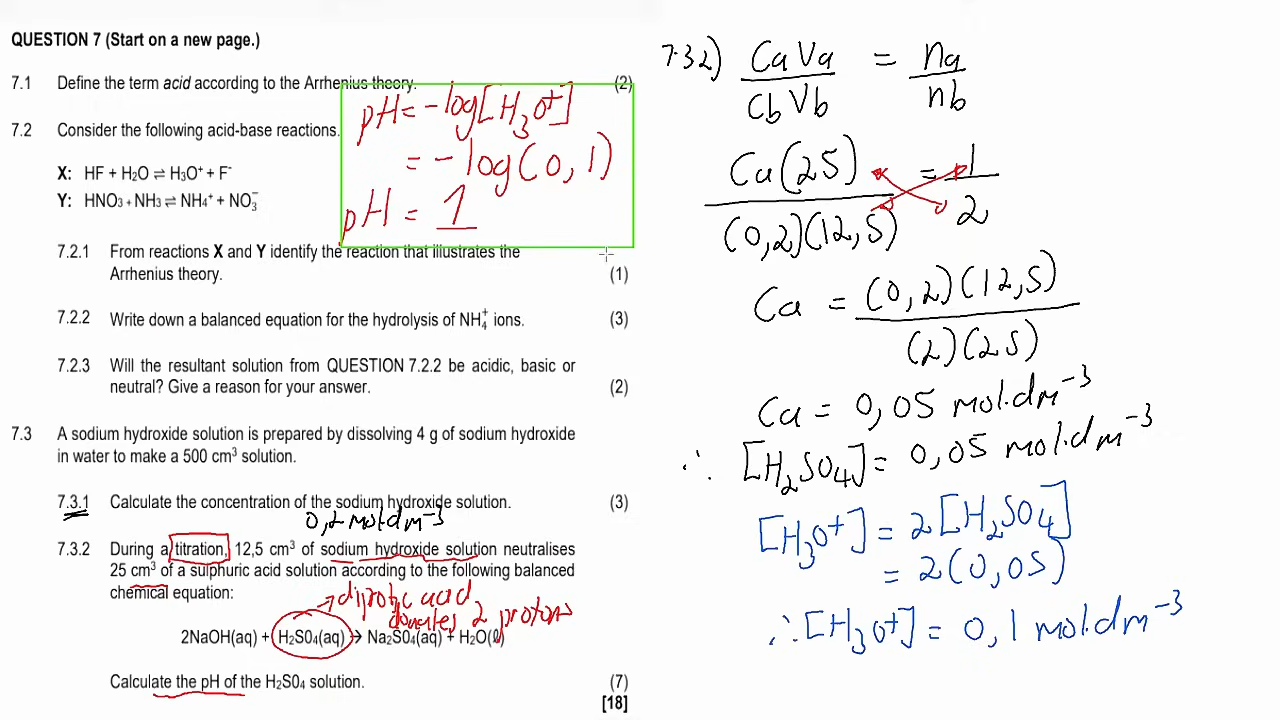 QUESTION 7 (Start on a new page.)
7.1 Define the term acid according to the Arrhenius theory. (2)
7.2 Consider the following acid-base reactions.
X: HF + H₂O ⇌ H₃O⁺ + F⁻
Y: HNO₃ + NH₃ ⇌ NH₄⁺ + NO₃⁻
7.2.1 From reactions X and Y identify the reaction that illustrates the
Arrhenius theory. (1)
7.2.2 Write down a balanced equation for the hydrolysis of NH₄⁺ ions. (3)
7.2.3 Will the resultant solution from QUESTION 7.2.2 be acidic, basic or
neutral? Give a reason for your answer. (2)
7.3 A sodium hydroxide solution is prepared by dissolving 4 g of sodium hydroxide
in water to make a 500 cm³ solution.
7.3.1 Calculate the concentration of the sodium hydroxide solution. (3)
0,2 mol dm⁻³
7.3.2 During a titration, 12,5 cm³ of sodium hydroxide solution neutralises
25 cm³ of a sulphuric acid solution according to the following balanced
chemical equation:
→ diprotic acid
donates 2 protons
2NaOH(aq) + H₂S0₄(aq) → Na₂S0₄(aq) + H₂O(ℓ)
Calculate the pH of the H₂S0₄ solution. (7)
[18]
pH = -log[H₃O⁺]
= -log(0,1)
pH = 1
7.3.2) CaVa / CbVb = na / nb
Ca(25) / (0,2)(12,5) = 1 / 2
Ca = (0,2)(12,5) / (2)(25)
Ca = 0,05 mol.dm⁻³
∴ [H₂SO₄] = 0,05 mol.dm⁻³
[H₃O⁺] = 2[H₂SO₄]
= 2(0,05)
∴ [H₃O⁺] = 0,1 mol.dm⁻³